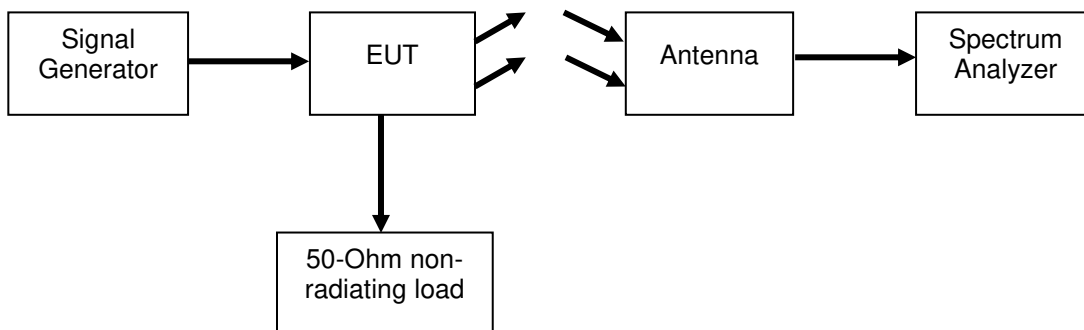 Signal
Generator
EUT
Antenna
Spectrum
Analyzer
50-Ohm non-
radiating load